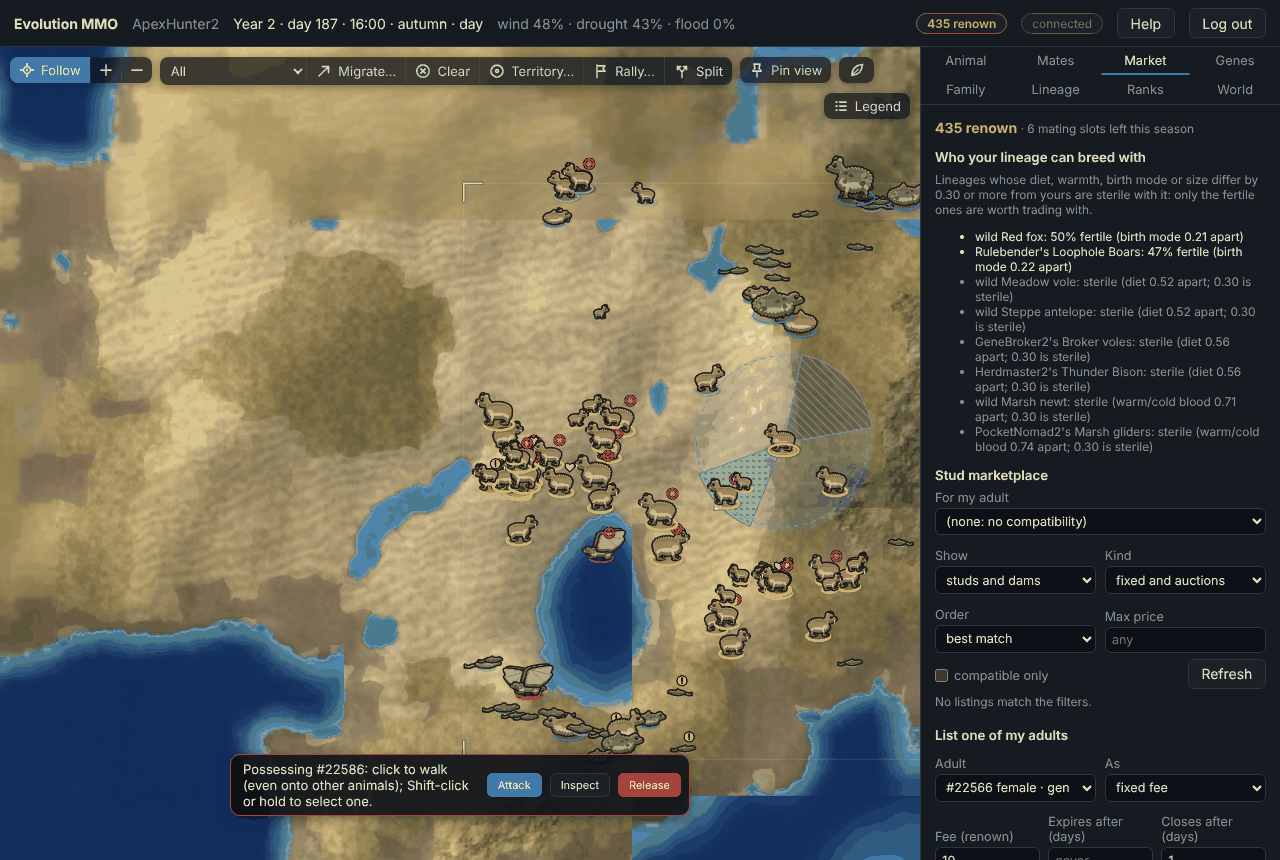 Evolution MMO ApexHunter2 Year 2 · day 187 · 16:00 · autumn · day wind 48% · drought 43% · flood 0% 435 renown connected Help Log out
Follow + − All Migrate... Clear Territory... Rally... Split Pin view
Legend
Animal Mates Market Genes
Family Lineage Ranks World
435 renown · 6 mating slots left this season
Who your lineage can breed with
Lineages whose diet, warmth, birth mode or size differ by
0.30 or more from yours are sterile with it: only the fertile
ones are worth trading with.
• wild Red fox: 50% fertile (birth mode 0.21 apart)
• Rulebender's Loophole Boars: 47% fertile (birth
mode 0.22 apart)
• wild Meadow vole: sterile (diet 0.52 apart; 0.30 is
sterile)
• wild Steppe antelope: sterile (diet 0.52 apart; 0.30
is sterile)
• GeneBroker2's Broker voles: sterile (diet 0.56
apart; 0.30 is sterile)
• Herdmaster2's Thunder Bison: sterile (diet 0.56
apart; 0.30 is sterile)
• wild Marsh newt: sterile (warm/cold blood 0.71
apart; 0.30 is sterile)
• PocketNomad2's Marsh gliders: sterile (warm/cold
blood 0.74 apart; 0.30 is sterile)
Stud marketplace
For my adult
(none: no compatibility)
Show Kind
studs and dams fixed and auctions
Order Max price
best match any
compatible only Refresh
No listings match the filters.
List one of my adults
Adult As
#22566 female · gen fixed fee
Fee (renown) Expires after
(days) Closes after
(days)
10 never 1
Possessing #22586: click to walk
(even onto other animals); Shift-click
or hold to select one.
Attack Inspect Release